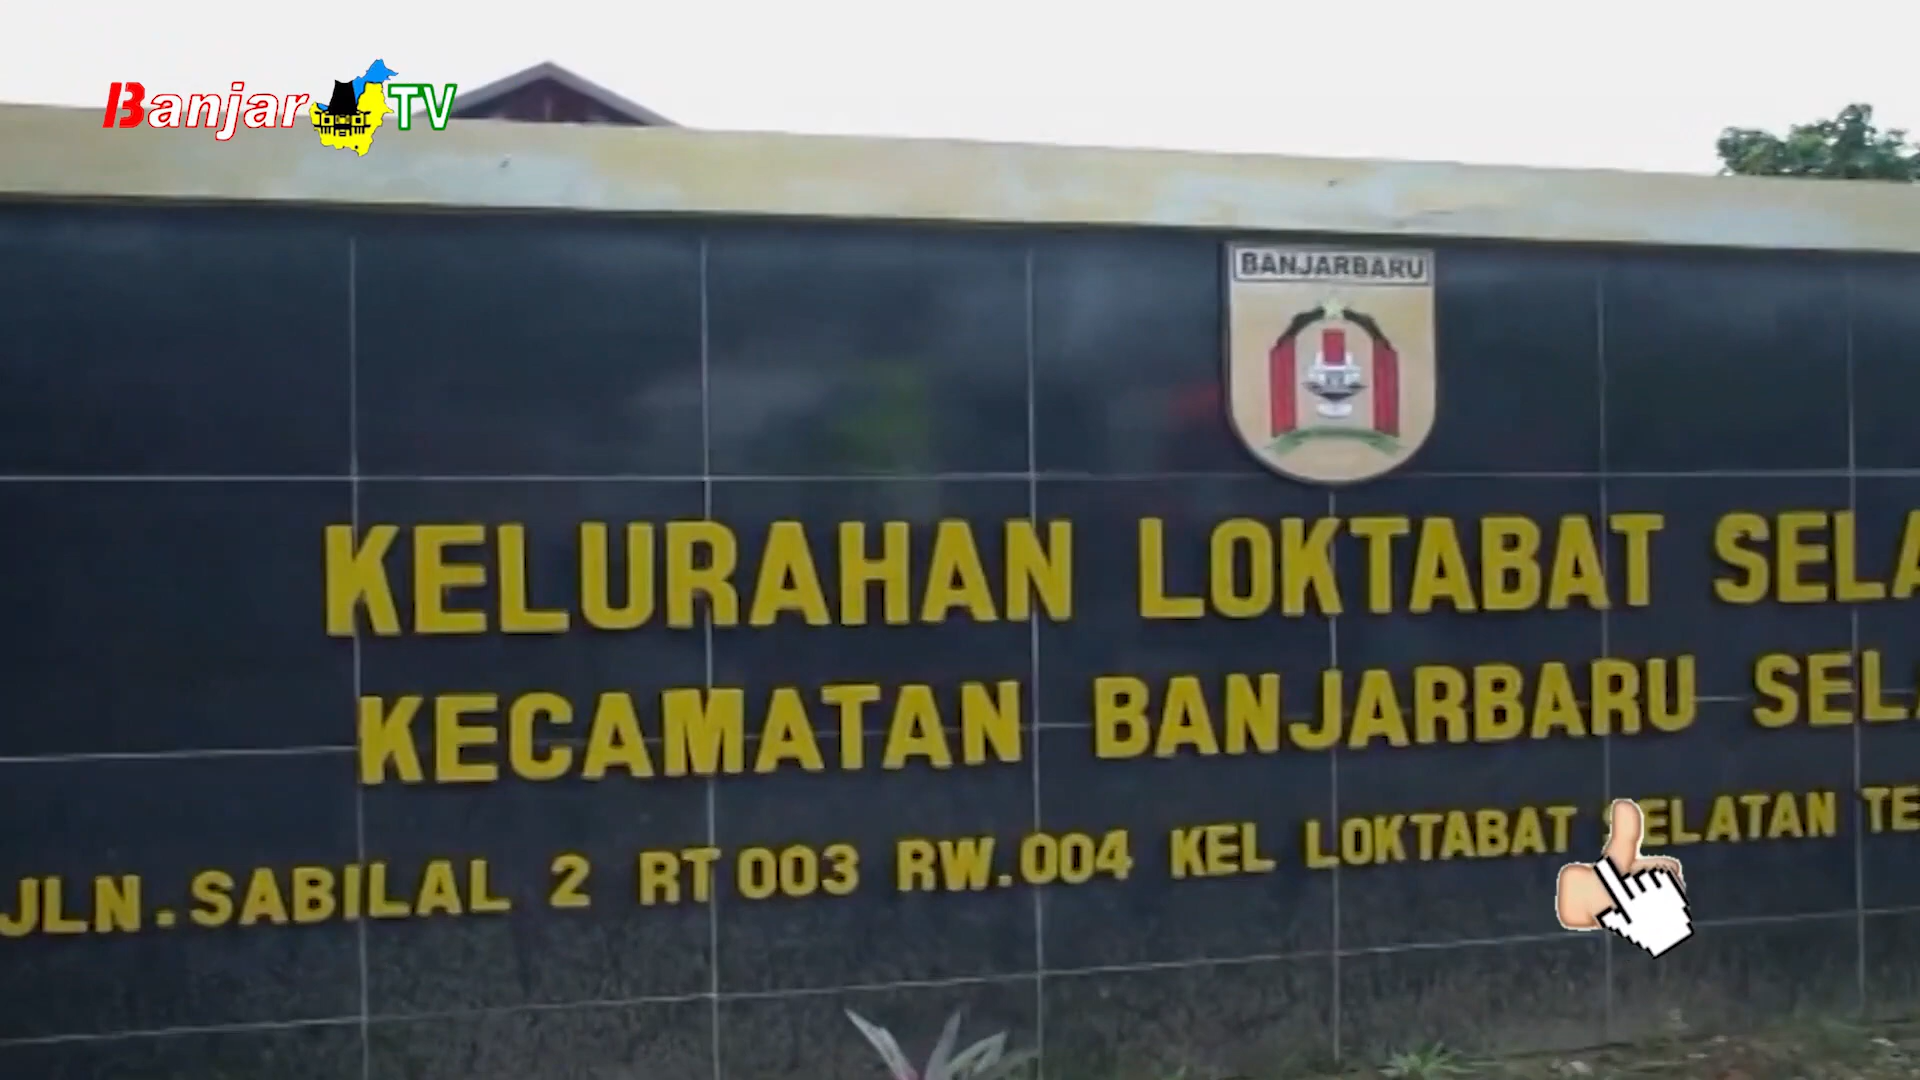 Banjar TV
BANJARBARU
KELURAHAN LOKTABAT SELA
KECAMATAN BANJARBARU SELA
JLN.SABILAL 2 RT 003 RW.004 KEL LOKTABAT SELATAN TE